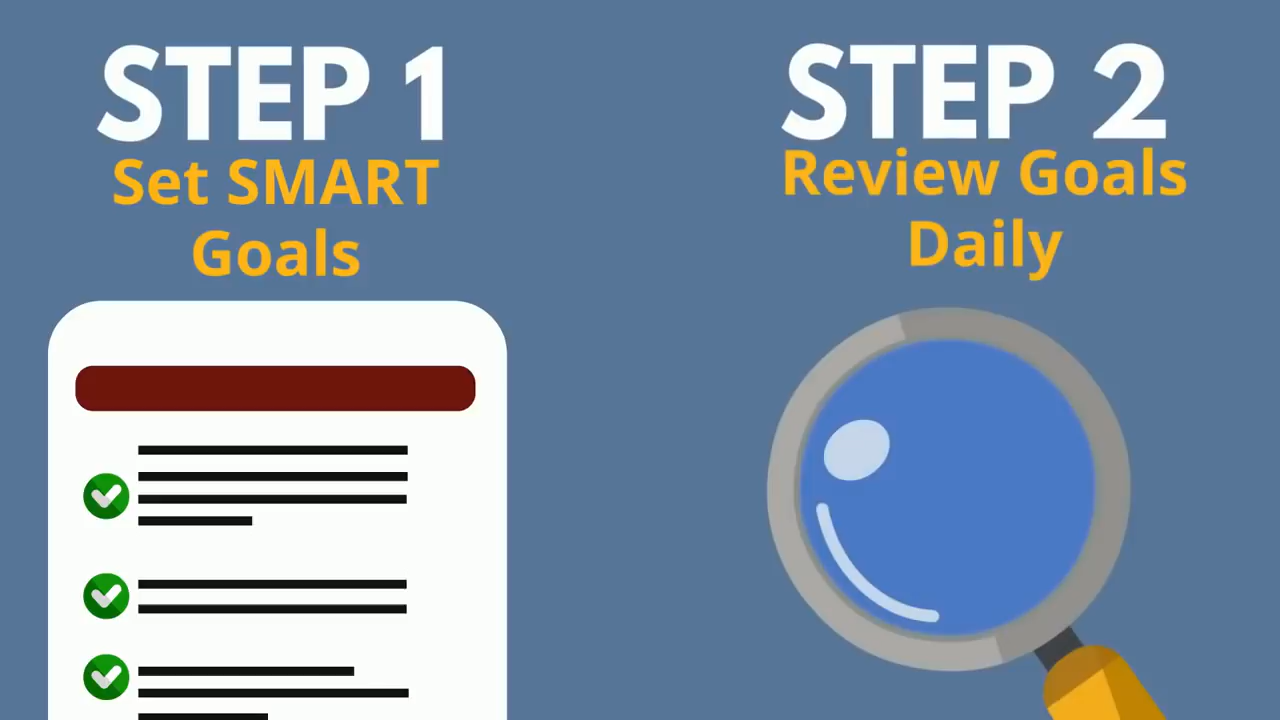 STEP 1
Set SMART
Goals
STEP 2
Review Goals
Daily